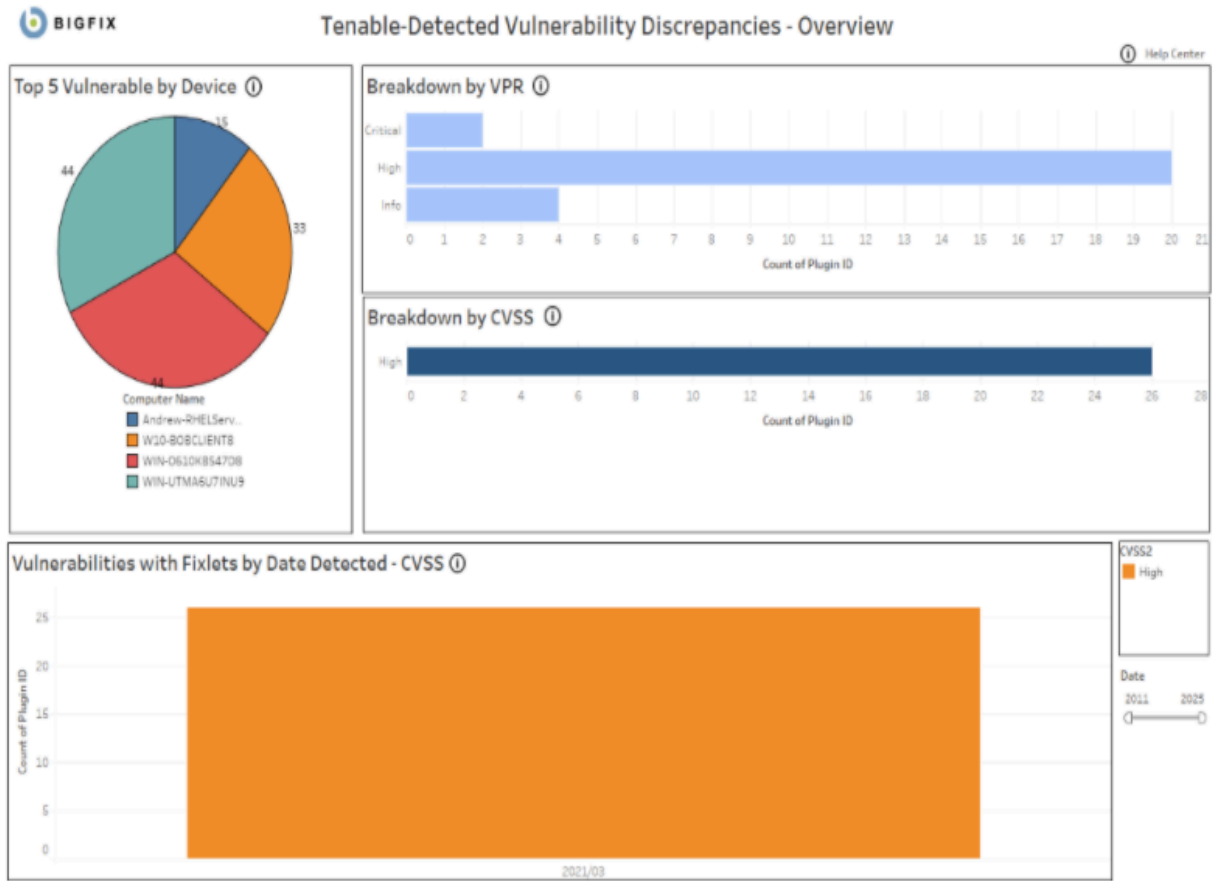 BIGFIX
Tenable-Detected Vulnerability Discrepancies - Overview
Help Center
Top 5 Vulnerable by Device
15
44
33
44
Computer Name
Andrew-RHELServ..
W10-BOBCLIENT8
WIN-O610K8547D8
WIN-UTMA6U7INU9
Breakdown by VPR
Critical
High
Info
0 1 2 3 4 5 6 7 8 9 10 11 12 13 14 15 16 17 18 19 20 21
Count of Plugin ID
Breakdown by CVSS
High
0 2 4 6 8 10 12 14 16 18 20 22 24 26 28
Count of Plugin ID
Vulnerabilities with Fixlets by Date Detected - CVSS
Count of Plugin ID
25
20
15
10
5
0
2021/03
CVSS2
High
Date
2011 2025